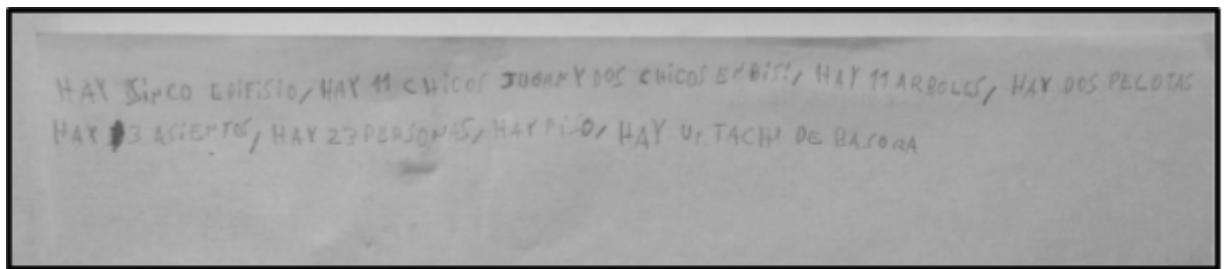 HAY SINCO EDIFISIO, HAY 11 CHICOS JUGAN Y DOS CHICOS EN BISI, HAY 11 ARBOLES, HAY DOS PELOTAS
HAY 3 ASIENTOS, HAY 23 PERSONAS, HAY PISO, HAY UN TACHO DE BASORA